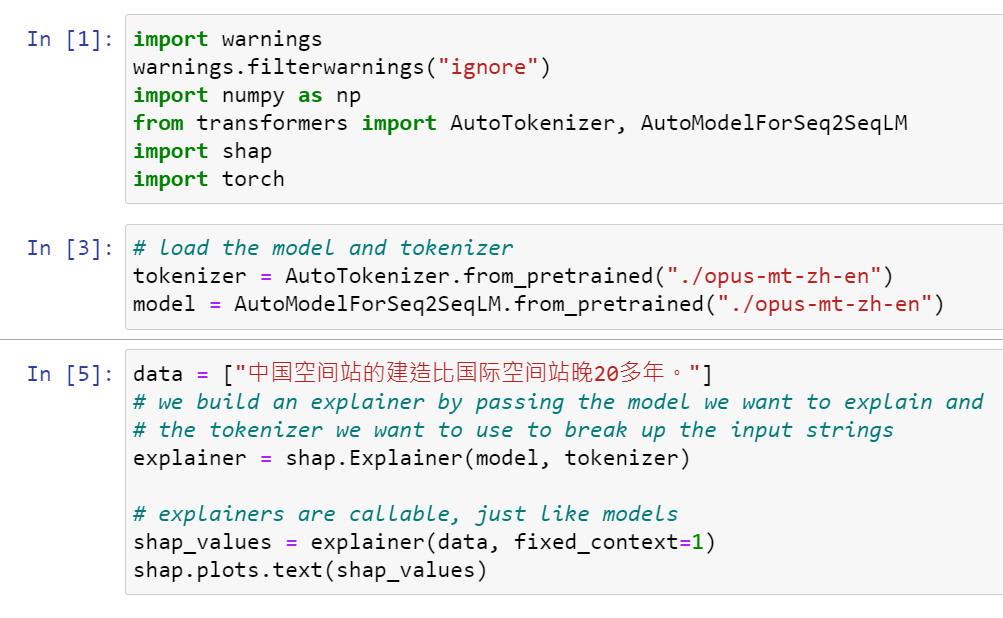 In [1]: import warnings
warnings.filterwarnings("ignore")
import numpy as np
from transformers import AutoTokenizer, AutoModelForSeq2SeqLM
import shap
import torch
In [3]: # load the model and tokenizer
tokenizer = AutoTokenizer.from_pretrained("./opus-mt-zh-en")
model = AutoModelForSeq2SeqLM.from_pretrained("./opus-mt-zh-en")
In [5]: data = ["中国空间站的建造比国际空间站晚20多年。"]
# we build an explainer by passing the model we want to explain and
# the tokenizer we want to use to break up the input strings
explainer = shap.Explainer(model, tokenizer)
# explainers are callable, just like models
shap_values = explainer(data, fixed_context=1)
shap.plots.text(shap_values)